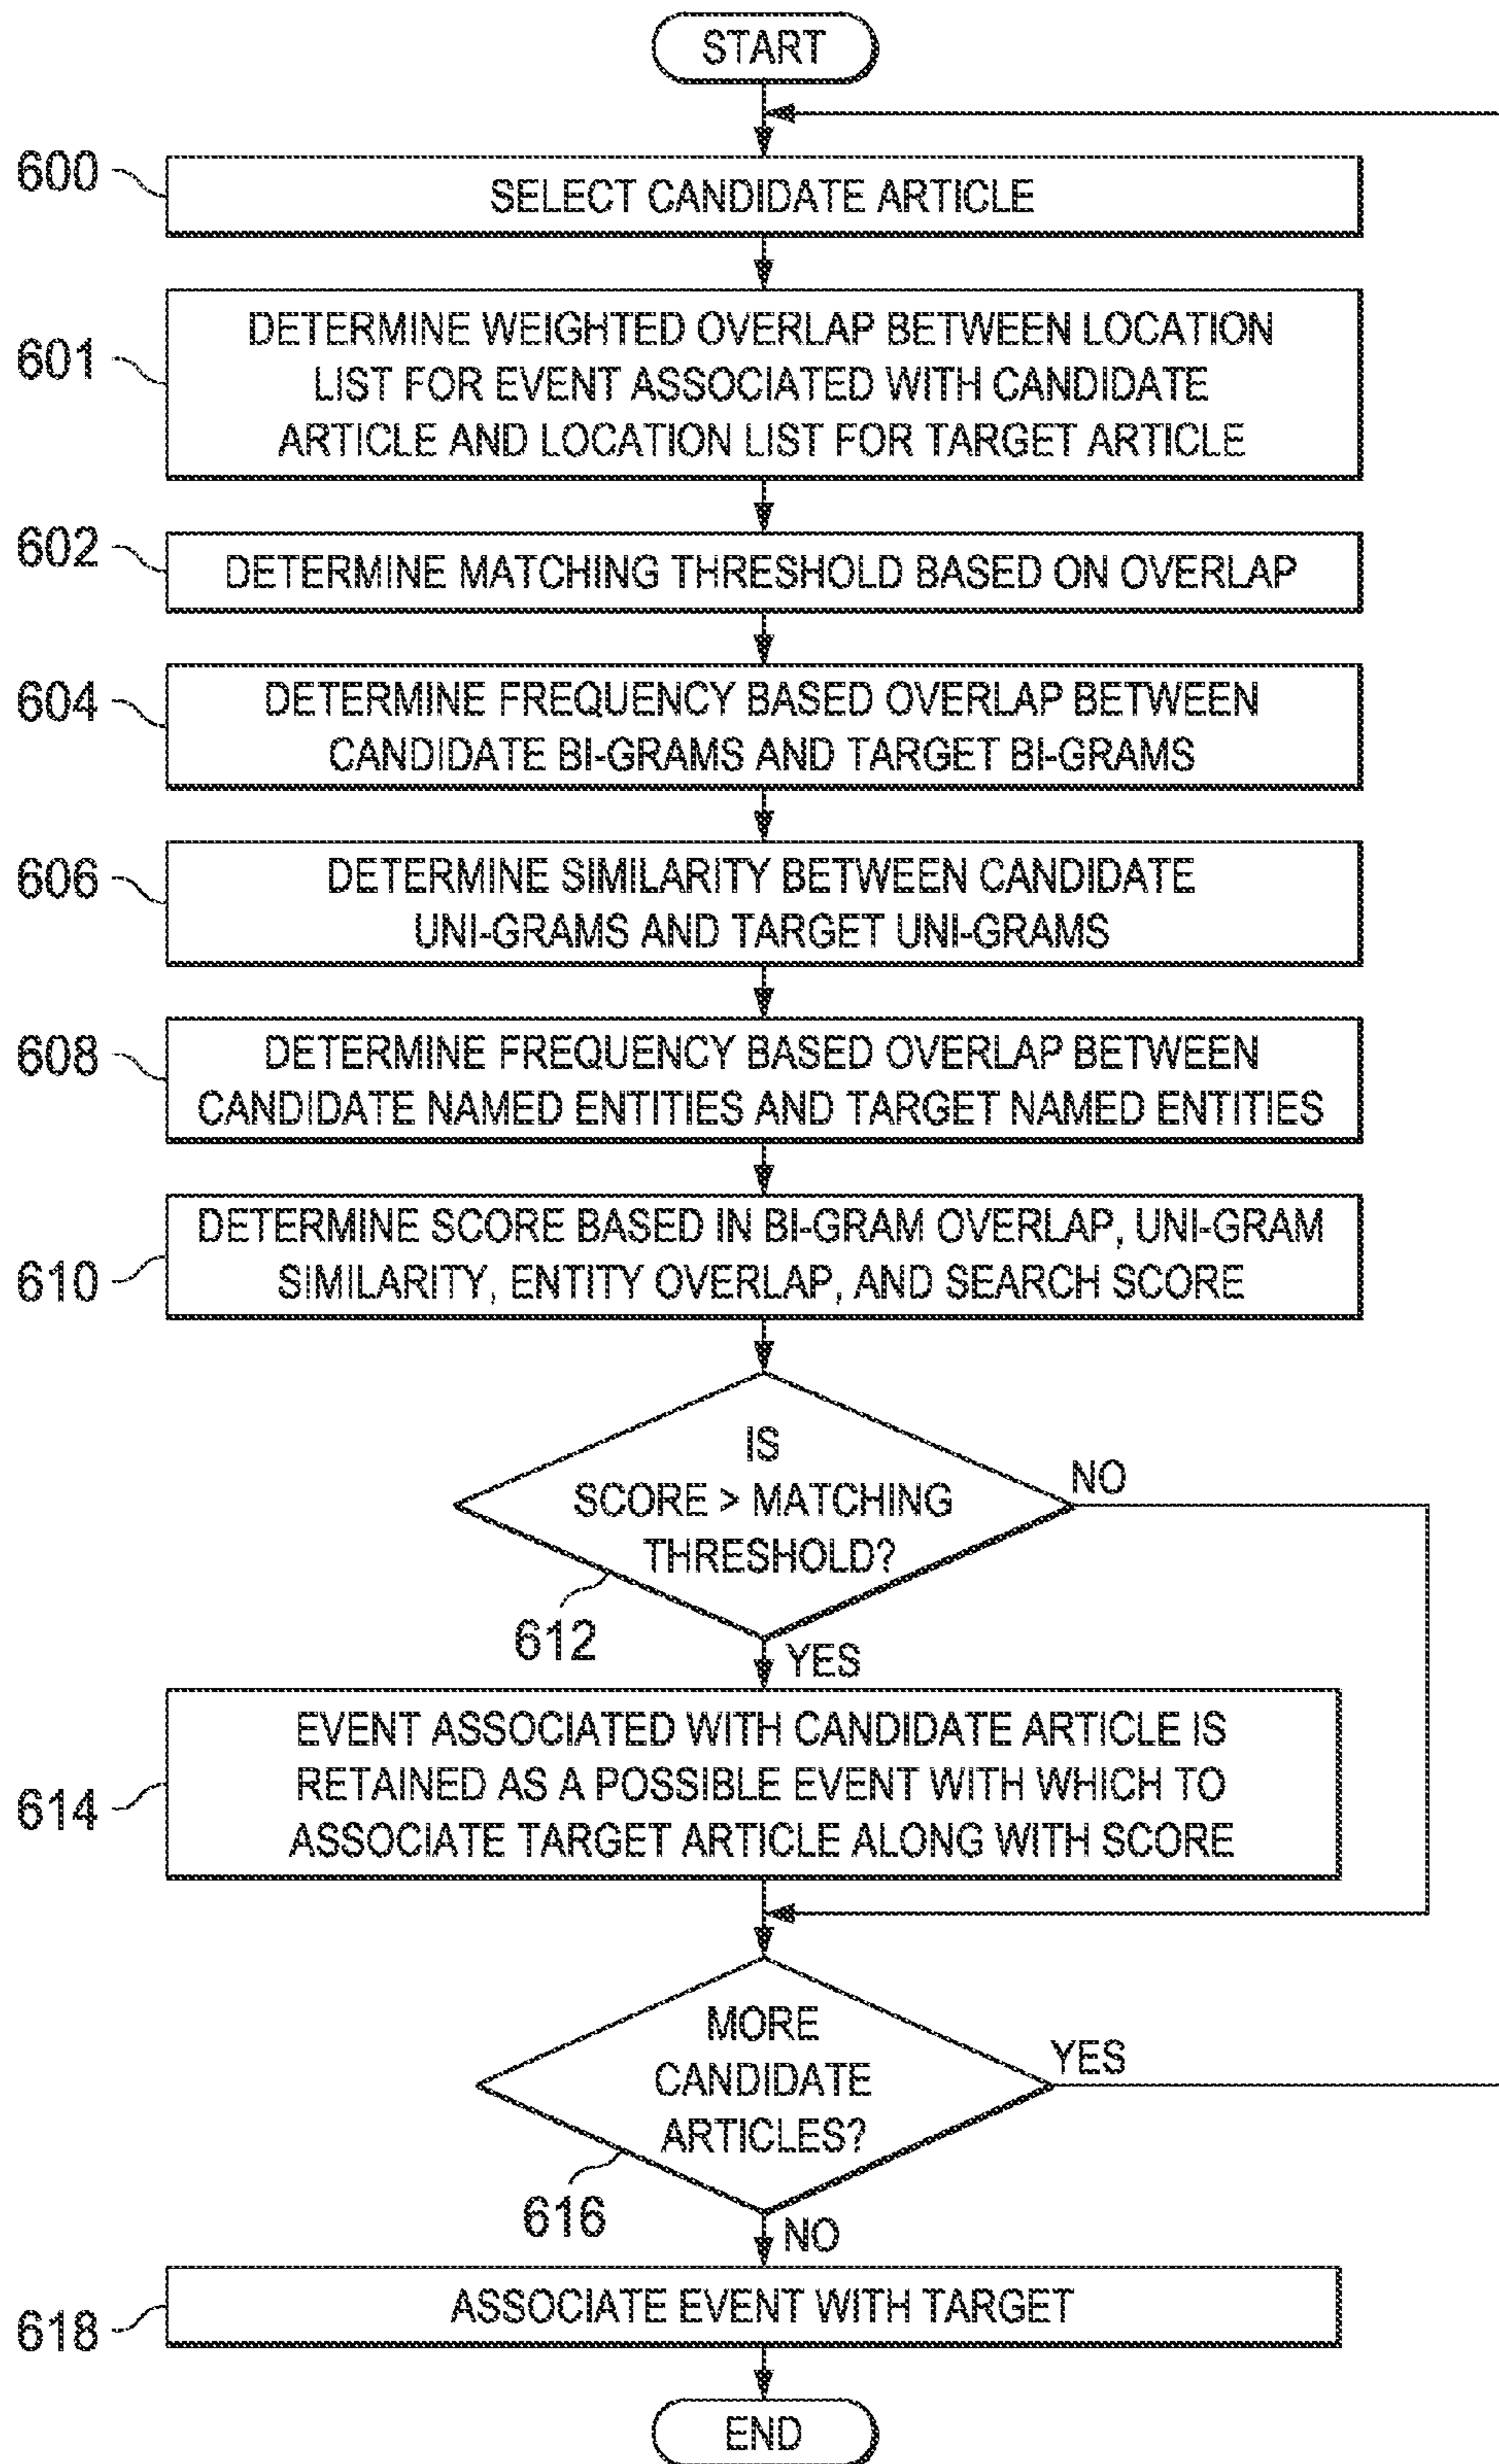 START
600
SELECT CANDIDATE ARTICLE
601
DETERMINE WEIGHTED OVERLAP BETWEEN LOCATION
LIST FOR EVENT ASSOCIATED WITH CANDIDATE
ARTICLE AND LOCATION LIST FOR TARGET ARTICLE
602
DETERMINE MATCHING THRESHOLD BASED ON OVERLAP
604
DETERMINE FREQUENCY BASED OVERLAP BETWEEN
CANDIDATE BI-GRAMS AND TARGET BI-GRAMS
606
DETERMINE SIMILARITY BETWEEN CANDIDATE
UNI-GRAMS AND TARGET UNI-GRAMS
608
DETERMINE FREQUENCY BASED OVERLAP BETWEEN
CANDIDATE NAMED ENTITIES AND TARGET NAMED ENTITIES
610
DETERMINE SCORE BASED IN BI-GRAM OVERLAP, UNI-GRAM
SIMILARITY, ENTITY OVERLAP, AND SEARCH SCORE
IS
SCORE > MATCHING
THRESHOLD?
NO
612
YES
614
EVENT ASSOCIATED WITH CANDIDATE ARTICLE IS
RETAINED AS A POSSIBLE EVENT WITH WHICH TO
ASSOCIATE TARGET ARTICLE ALONG WITH SCORE
MORE
CANDIDATE
ARTICLES?
YES
616
NO
618
ASSOCIATE EVENT WITH TARGET
END